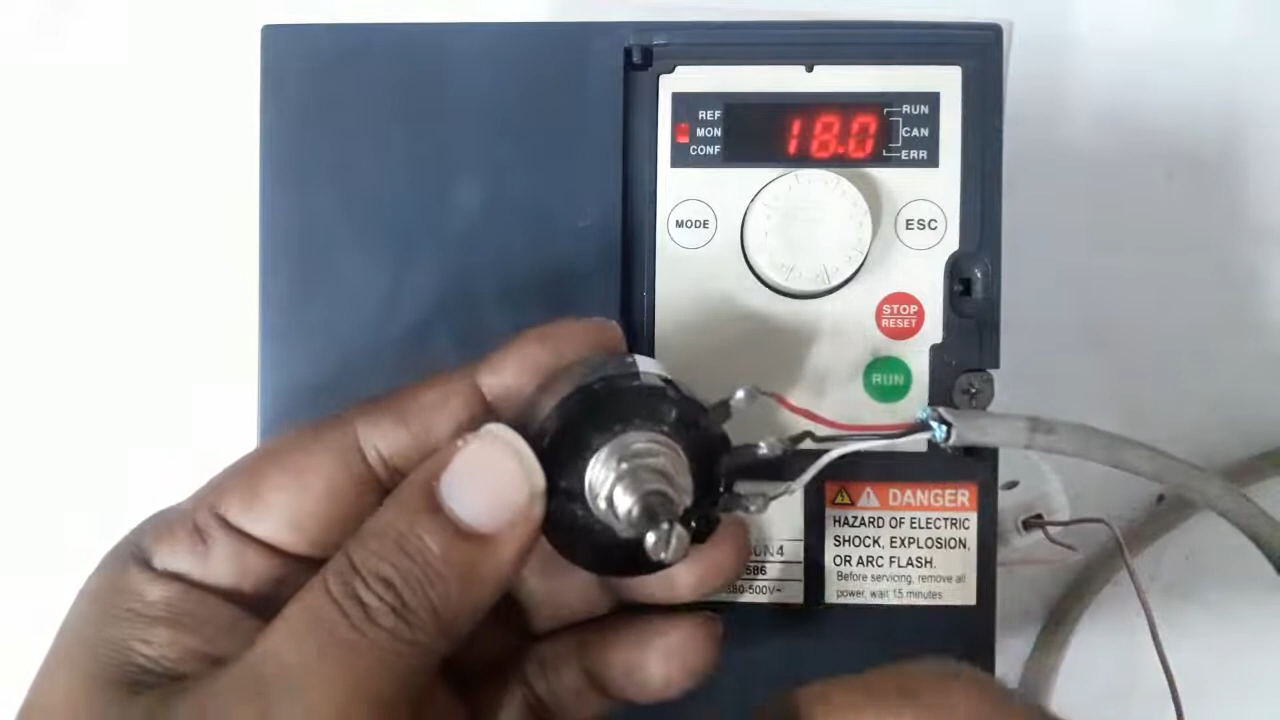 REF
MON
CONF
18.0
RUN
CAN
ERR
MODE
ESC
STOP
RESET
RUN
DANGER
HAZARD OF ELECTRIC
SHOCK, EXPLOSION,
OR ARC FLASH.
Before servicing, remove all
power, wait 15 minutes